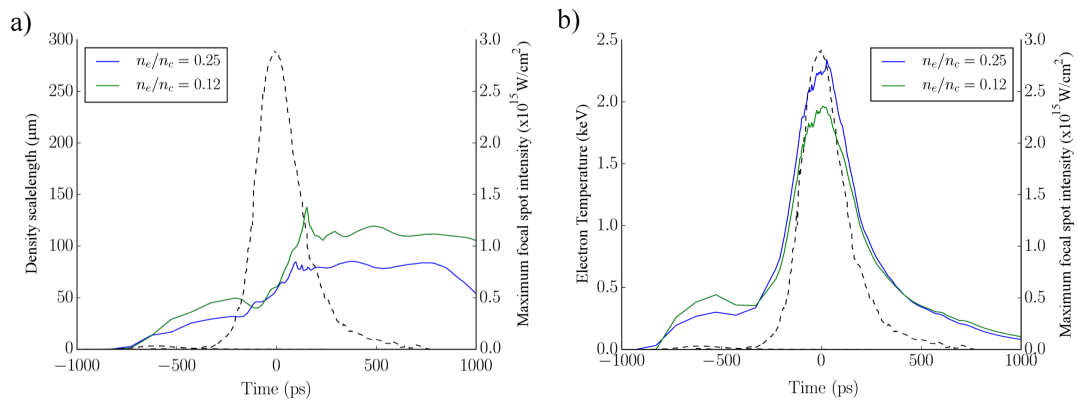 a)
Density scalelength (μm)
300
250
200
150
100
50
0
n_e/n_c = 0.25
n_e/n_c = 0.12
3.0
2.5
2.0
1.5
1.0
0.5
0.0
Maximum focal spot intensity (x10^15 W/cm^2)
−1000 −500 0 500 1000
Time (ps)
b)
Electron Temperature (keV)
2.5
2.0
1.5
1.0
0.5
0.0
n_e/n_c = 0.25
n_e/n_c = 0.12
3.0
2.5
2.0
1.5
1.0
0.5
0.0
Maximum focal spot intensity (x10^15 W/cm^2)
−1000 −500 0 500 1000
Time (ps)